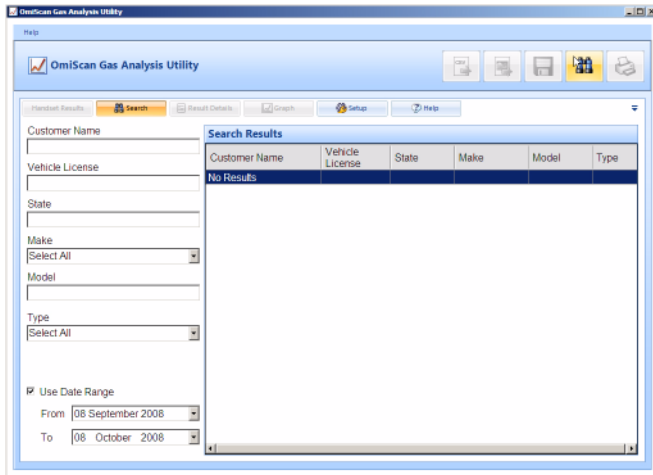 OmiScan Gas Analysis Utility
Help
OmiScan Gas Analysis Utility
Handset Results Search Result Details Graph Setup Help
Customer Name
Vehicle License
State
Make
Select All
Model
Type
Select All
Use Date Range
From 08 September 2008
To 08 October 2008
Search Results
Customer Name Vehicle License State Make Model Type
No Results